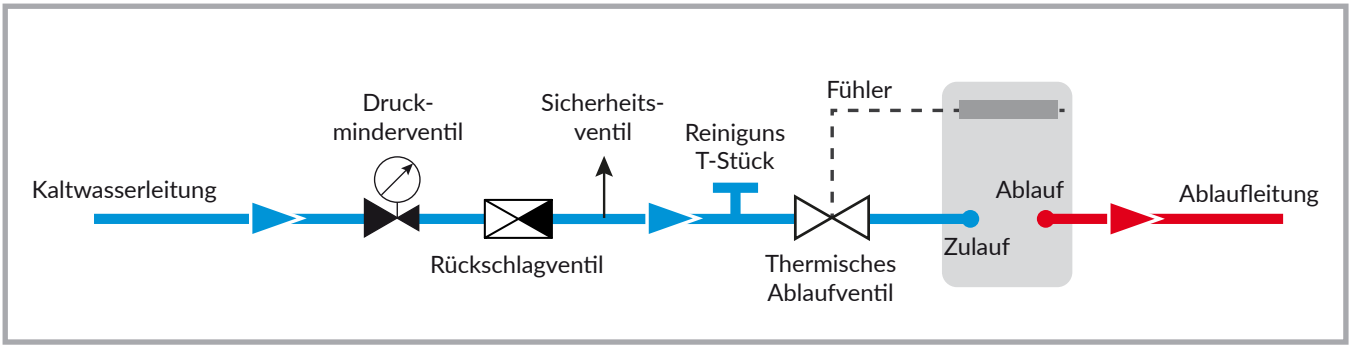 Kaltwasserleitung
Druck-
minderventil
Rückschlagventil
Sicherheits-
ventil
Reiniguns
T-Stück
Fühler
Thermisches
Ablaufventil
Ablauf
Zulauf
Ablaufleitung